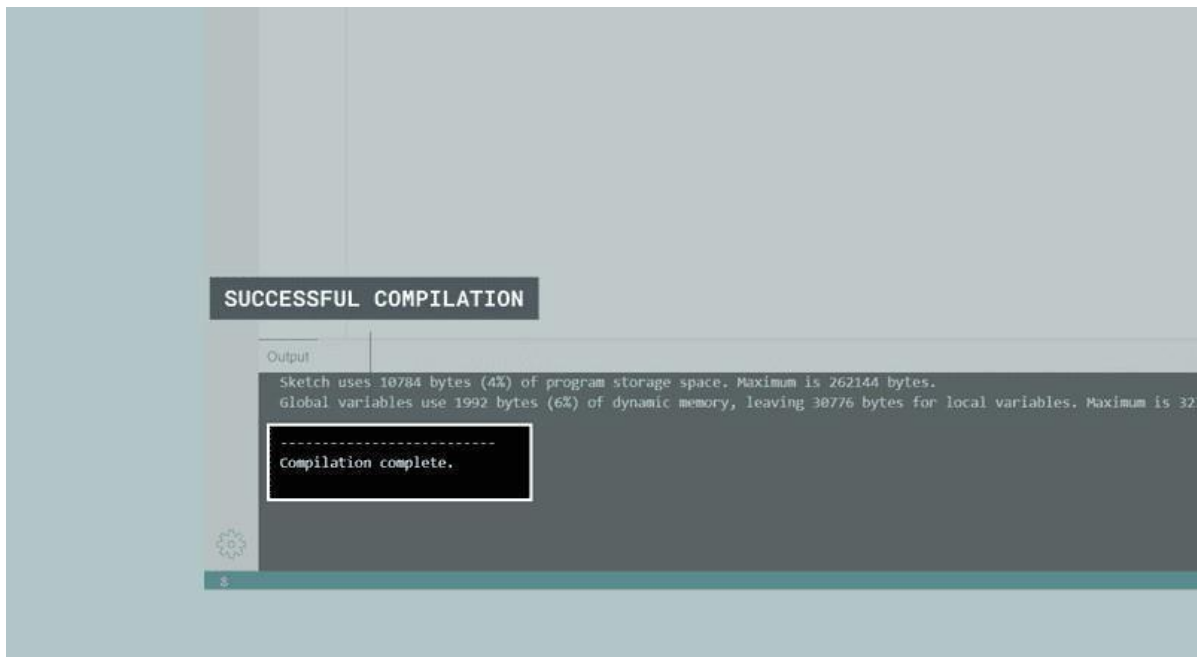 SUCCESSFUL COMPILATION
Output
Sketch uses 10784 bytes (4%) of program storage space. Maximum is 262144 bytes.
Global variables use 1992 bytes (6%) of dynamic memory, leaving 30776 bytes for local variables. Maximum is 32
--------------------------
Compilation complete.